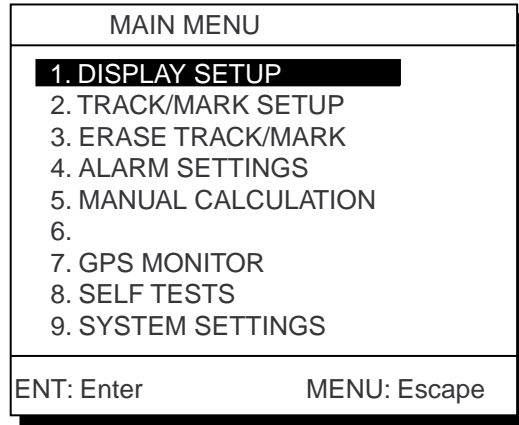 MAIN MENU
1. DISPLAY SETUP
2. TRACK/MARK SETUP
3. ERASE TRACK/MARK
4. ALARM SETTINGS
5. MANUAL CALCULATION
6.
7. GPS MONITOR
8. SELF TESTS
9. SYSTEM SETTINGS
ENT: Enter MENU: Escape